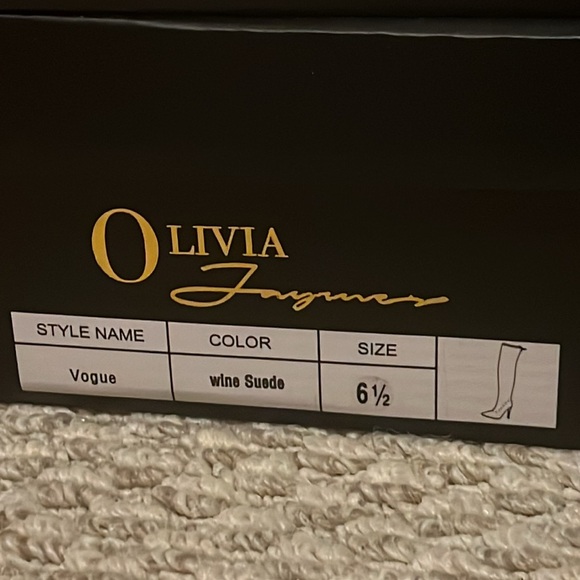 OLIVIA
Jaymes
STYLE NAME COLOR SIZE
Vogue wine Suede 6½